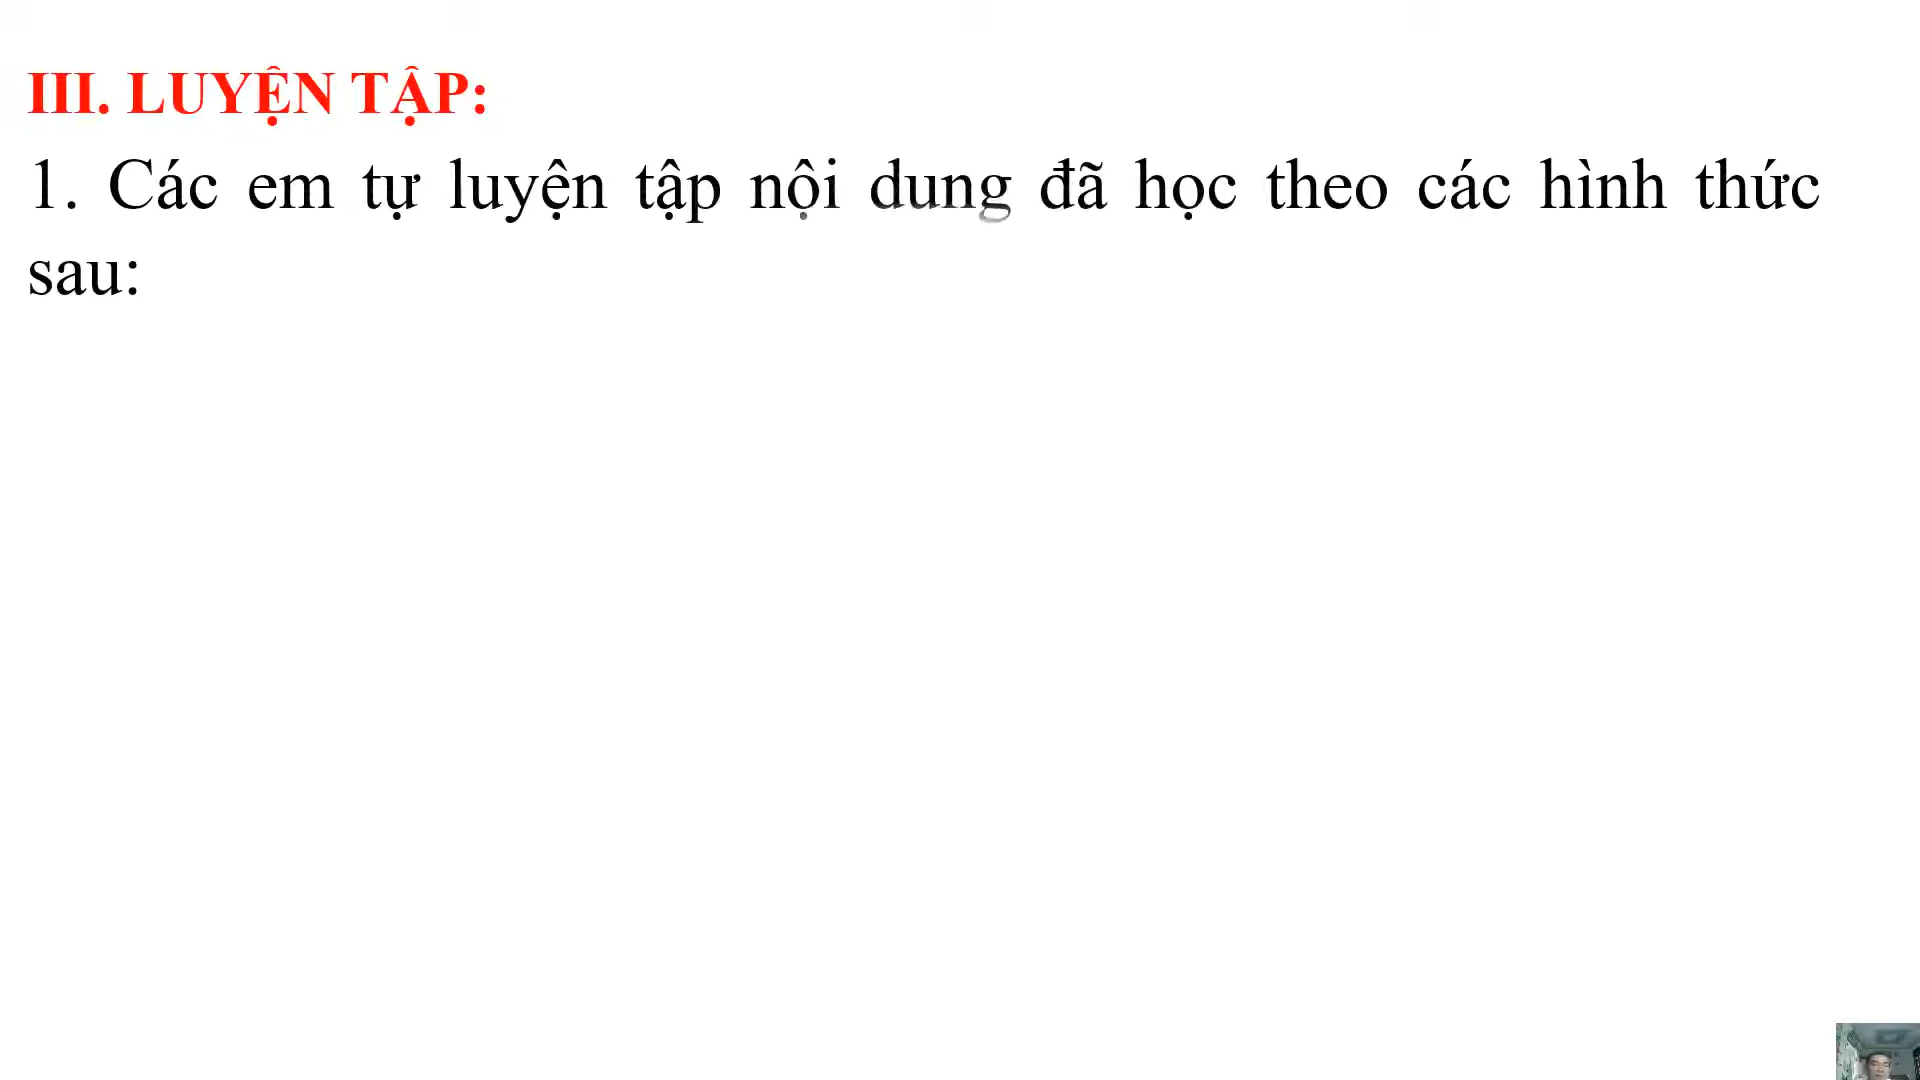 III. LUYỆN TẬP:
1. Các em tự luyện tập nội dung đã học theo các hình thức
sau: